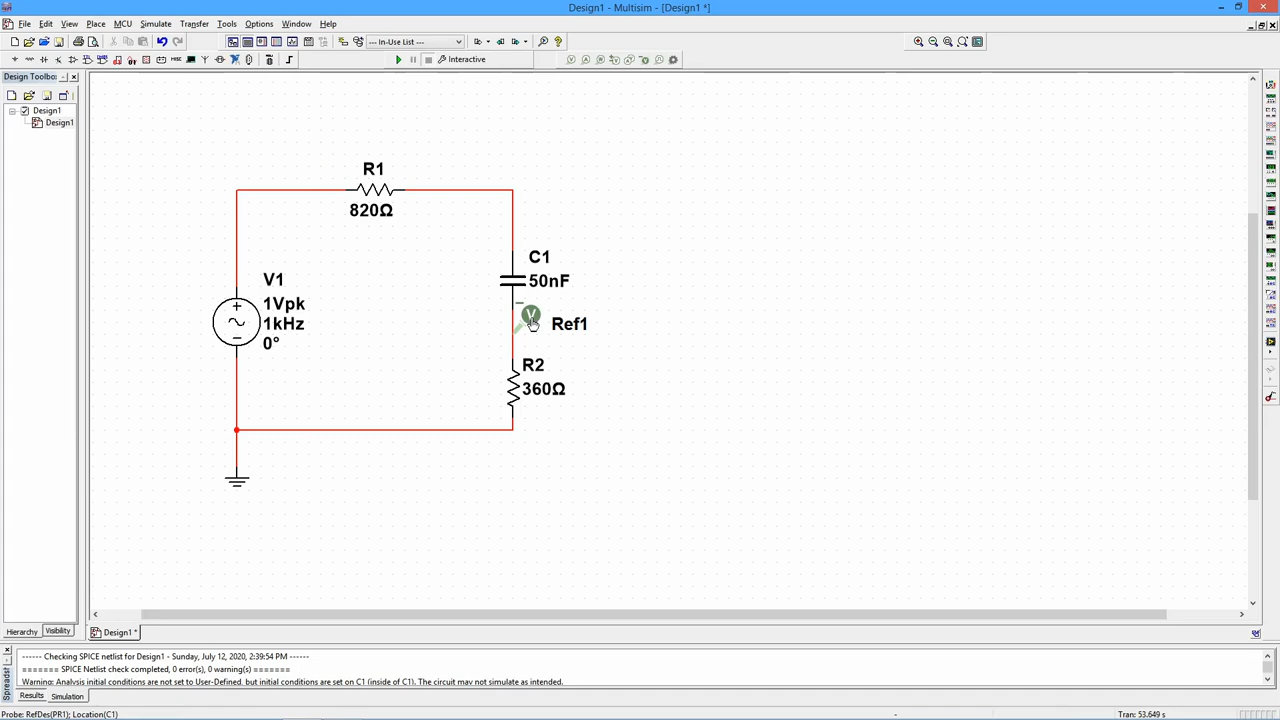 Design1 - Multisim - [Design1 *]
File Edit View Place MCU Simulate Transfer Tools Options Window Help
--- In-Use List ---
Interactive
Design Toolbo
Design1
Design1
R1
820Ω
C1
50nF
V1
1Vpk
1kHz
0°
V
Ref1
R2
360Ω
Hierarchy Visibility
Design1 *
------ Checking SPICE netlist for Design1 - Sunday, July 12, 2020, 2:39:54 PM ------
======= SPICE Netlist check completed, 0 error(s), 0 warning(s) =======
Warning: Analysis initial conditions are not set to User-Defined, but initial conditions are set on C1 (inside of C1). The circuit may not simulate as intended.
Results Simulation
Probe: RefDes(PR1); Location(C1)
-
Tran: 53.649 s